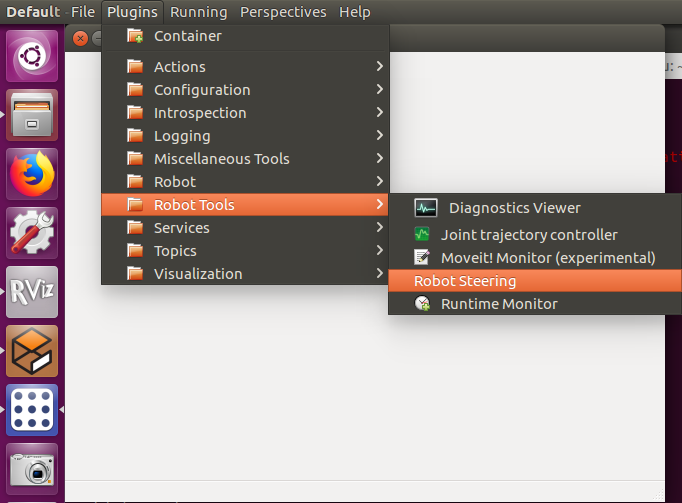 Default File Plugins Running Perspectives Help
Container
Actions
Configuration
Introspection
Logging
Miscellaneous Tools
Robot
Robot Tools
Services
Topics
Visualization
Diagnostics Viewer
Joint trajectory controller
Moveit! Monitor (experimental)
Robot Steering
Runtime Monitor
RViz